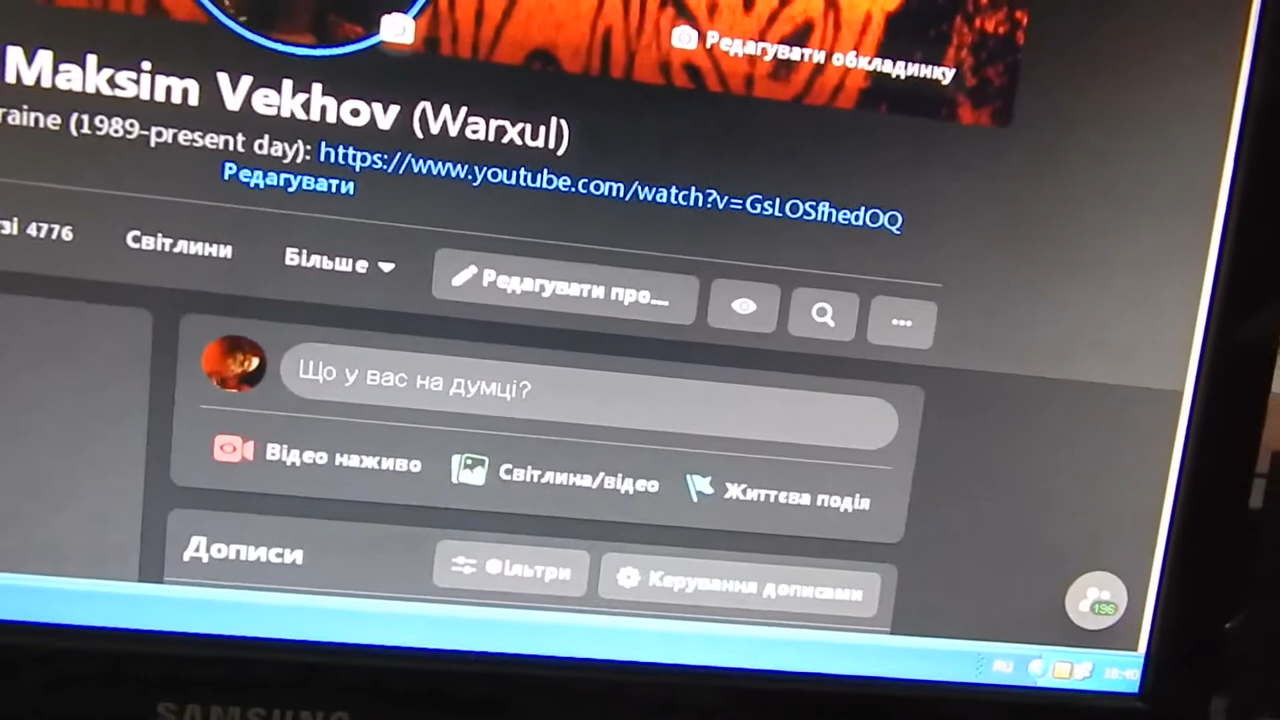 Редагувати обкладинку
Maksim Vekhov (Warxul)
raine (1989-present day): https://www.youtube.com/watch?v=GsLOSfhedOQ
Редагувати
зі 4776 Світлини Більше Редагувати про...
Що у вас на думці?
Відео наживо Світлина/відео Життєва подія
Дописи Фільтри Керування дописами
196
RU 18:40
SAMSUNG